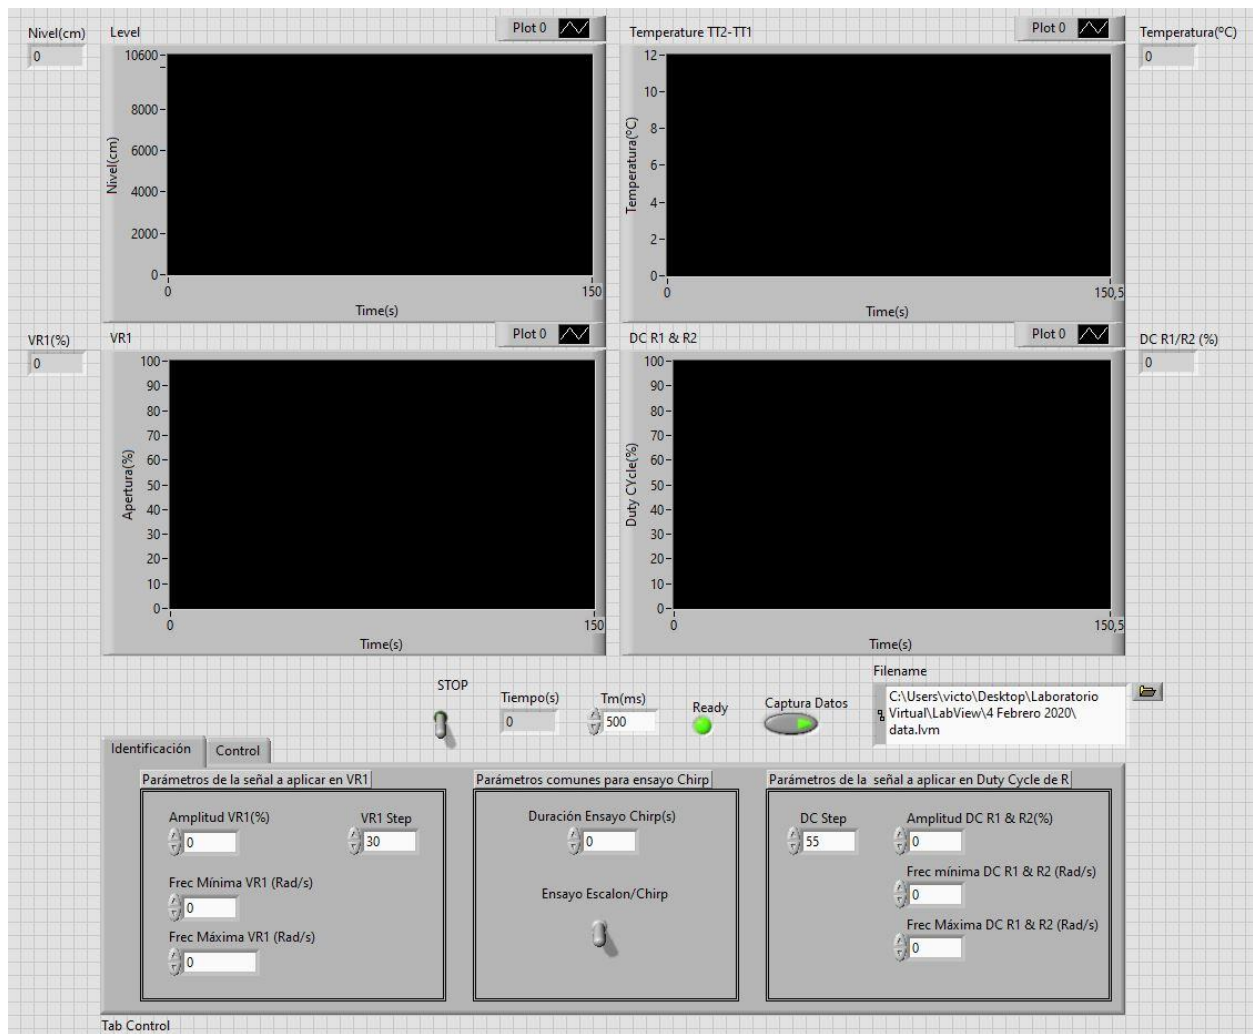 Nivel(cm)
0
Level
Plot 0
10600
8000
6000
4000
2000
0
Nivel(cm)
0
150
Time(s)
Temperature TT2-TT1
Plot 0
12
10
8
6
4
2
0
Temperatura(ºC)
0
150,5
Time(s)
Temperatura(ºC)
0
VR1(%)
0
VR1
Plot 0
100
90
80
70
60
50
40
30
20
10
0
Apertura(%)
0
150
Time(s)
DC R1 & R2
Plot 0
100
90
80
70
60
50
40
30
20
10
0
Duty CYcle(%)
0
150,5
Time(s)
DC R1/R2 (%)
0
STOP
Tiempo(s)
0
Tm(ms)
500
Ready
Captura Datos
Filename
C:\Users\victo\Desktop\Laboratorio
Virtual\LabView\4 Febrero 2020\
data.lvm
Identificación
Control
Parámetros de la señal a aplicar en VR1
Amplitud VR1(%)
0
VR1 Step
30
Frec Mínima VR1 (Rad/s)
0
Frec Máxima VR1 (Rad/s)
0
Parámetros comunes para ensayo Chirp
Duración Ensayo Chirp(s)
0
Ensayo Escalon/Chirp
Parámetros de la  señal a aplicar en Duty Cycle de R
DC Step
55
Amplitud DC R1 & R2(%)
0
Frec mínima DC R1 & R2 (Rad/s)
0
Frec Máxima DC R1 & R2 (Rad/s)
0
Tab Control